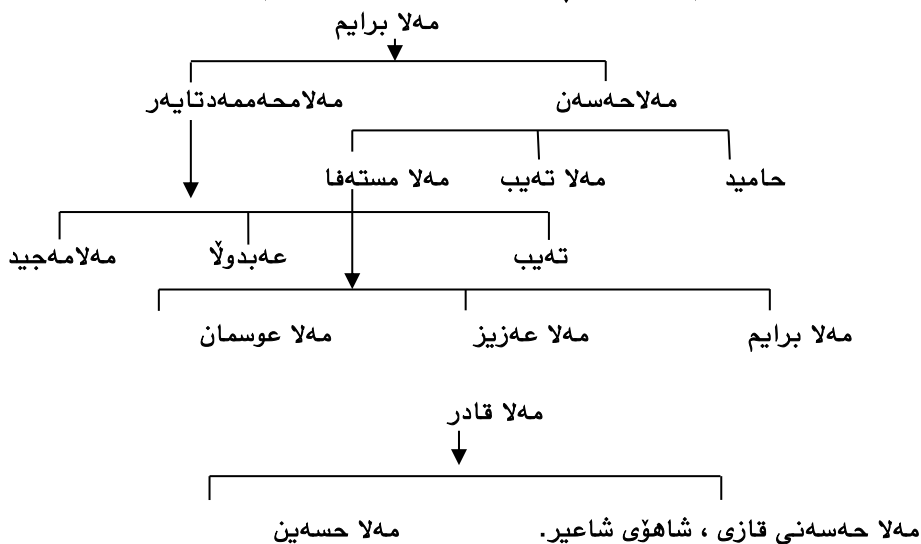 مەلا برایم
مەلاحەسەن مەلامحەممەدتایەر
حامید مەلا تەیب مەلا مستەفا
تەیب عەبدوڵا مەلامەجید
مەلا برایم مەلا عەزیز مەلا عوسمان
مەلا قادر
مەلا حەسەنی قازی ، شاهۆی شاعیر. مەلا حسەین